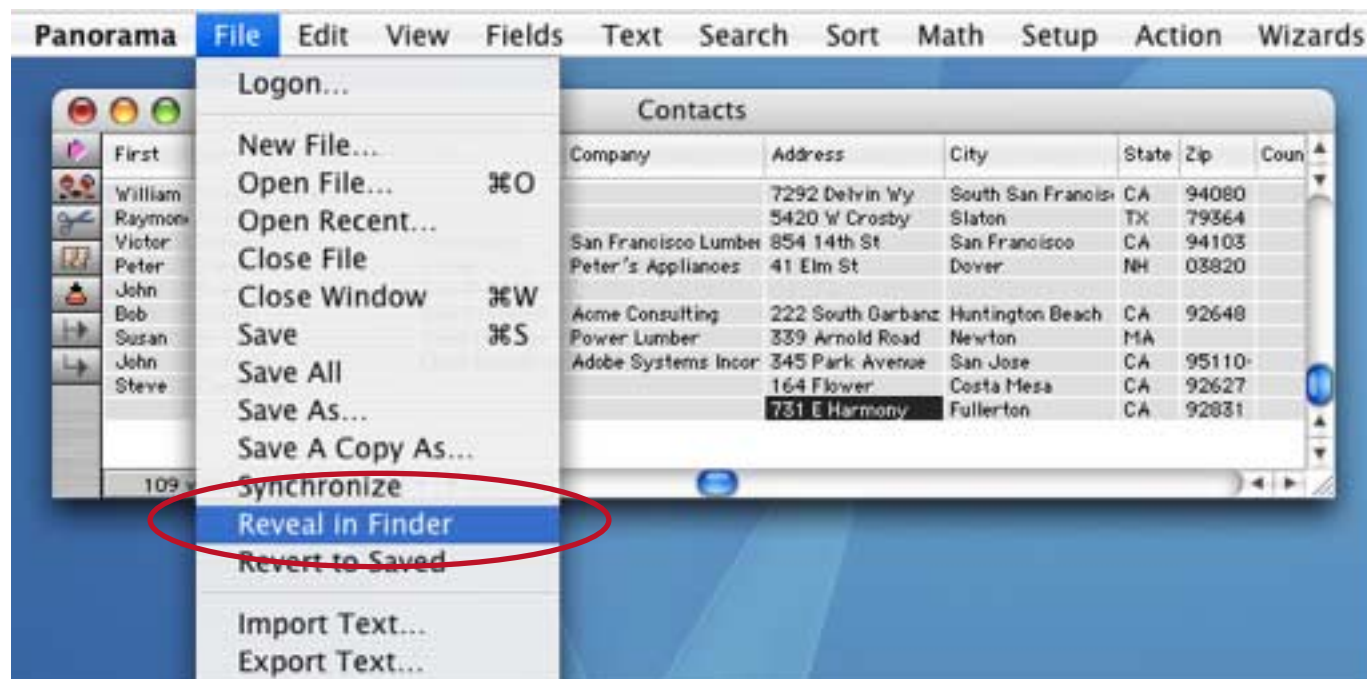 Panorama File Edit View Fields Text Search Sort Math Setup Action Wizards
Logon...
Contacts
New File...
Open File... ⌘O
Open Recent...
Close File
Close Window ⌘W
Save ⌘S
Save All
Save As...
Save A Copy As...
Synchronize
Reveal in Finder
Revert to Saved
Import Text...
Export Text...
First Company Address City State Zip Coun
William 7292 Delvin Wy South San Francis CA 94080
Raymon 5420 W Crosby Slaton TX 79364
Victor San Francisco Lumber 854 14th St San Francisco CA 94103
Peter Peter's Appliances 41 Elm St Dover NH 03820
John
Bob Acme Consulting 222 South Garbanz Huntington Beach CA 92648
Susan Power Lumber 339 Arnold Road Newton MA
John Adobe Systems Incor 345 Park Avenue San Jose CA 95110-
Steve 164 Flower Costa Mesa CA 92627
731 E Harmony Fullerton CA 92831
109